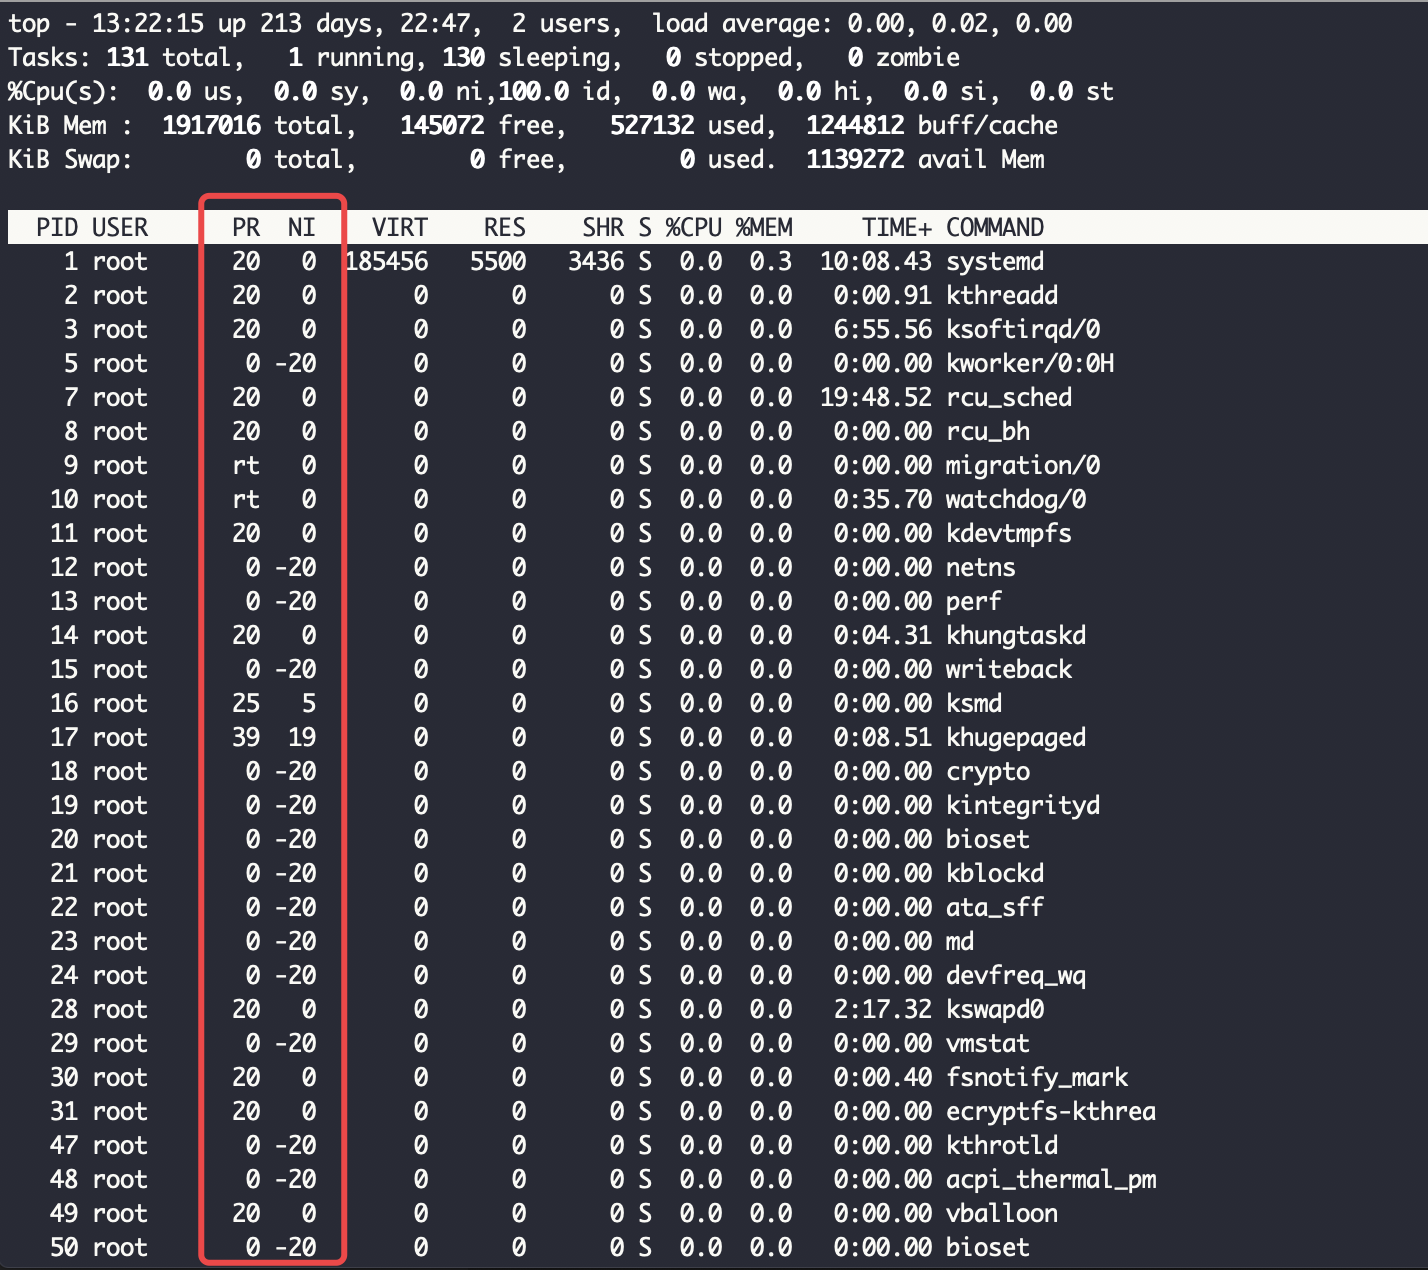 top - 13:22:15 up 213 days, 22:47,  2 users,  load average: 0.00, 0.02, 0.00
Tasks: 131 total,   1 running, 130 sleeping,   0 stopped,   0 zombie
%Cpu(s):  0.0 us,  0.0 sy,  0.0 ni,100.0 id,  0.0 wa,  0.0 hi,  0.0 si,  0.0 st
KiB Mem :  1917016 total,   145072 free,   527132 used,  1244812 buff/cache
KiB Swap:        0 total,        0 free,        0 used.  1139272 avail Mem
PID USER      PR  NI    VIRT    RES    SHR S %CPU %MEM     TIME+ COMMAND
1 root      20   0  185456   5500   3436 S  0.0  0.3  10:08.43 systemd
2 root      20   0       0      0      0 S  0.0  0.0   0:00.91 kthreadd
3 root      20   0       0      0      0 S  0.0  0.0   6:55.56 ksoftirqd/0
5 root       0 -20       0      0      0 S  0.0  0.0   0:00.00 kworker/0:0H
7 root      20   0       0      0      0 S  0.0  0.0  19:48.52 rcu_sched
8 root      20   0       0      0      0 S  0.0  0.0   0:00.00 rcu_bh
9 root      rt   0       0      0      0 S  0.0  0.0   0:00.00 migration/0
10 root      rt   0       0      0      0 S  0.0  0.0   0:35.70 watchdog/0
11 root      20   0       0      0      0 S  0.0  0.0   0:00.00 kdevtmpfs
12 root       0 -20       0      0      0 S  0.0  0.0   0:00.00 netns
13 root       0 -20       0      0      0 S  0.0  0.0   0:00.00 perf
14 root      20   0       0      0      0 S  0.0  0.0   0:04.31 khungtaskd
15 root       0 -20       0      0      0 S  0.0  0.0   0:00.00 writeback
16 root      25   5       0      0      0 S  0.0  0.0   0:00.00 ksmd
17 root      39  19       0      0      0 S  0.0  0.0   0:08.51 khugepaged
18 root       0 -20       0      0      0 S  0.0  0.0   0:00.00 crypto
19 root       0 -20       0      0      0 S  0.0  0.0   0:00.00 kintegrityd
20 root       0 -20       0      0      0 S  0.0  0.0   0:00.00 bioset
21 root       0 -20       0      0      0 S  0.0  0.0   0:00.00 kblockd
22 root       0 -20       0      0      0 S  0.0  0.0   0:00.00 ata_sff
23 root       0 -20       0      0      0 S  0.0  0.0   0:00.00 md
24 root       0 -20       0      0      0 S  0.0  0.0   0:00.00 devfreq_wq
28 root      20   0       0      0      0 S  0.0  0.0   2:17.32 kswapd0
29 root       0 -20       0      0      0 S  0.0  0.0   0:00.00 vmstat
30 root      20   0       0      0      0 S  0.0  0.0   0:00.40 fsnotify_mark
31 root      20   0       0      0      0 S  0.0  0.0   0:00.00 ecryptfs-kthrea
47 root       0 -20       0      0      0 S  0.0  0.0   0:00.00 kthrotld
48 root       0 -20       0      0      0 S  0.0  0.0   0:00.00 acpi_thermal_pm
49 root      20   0       0      0      0 S  0.0  0.0   0:00.00 vballoon
50 root       0 -20       0      0      0 S  0.0  0.0   0:00.00 bioset